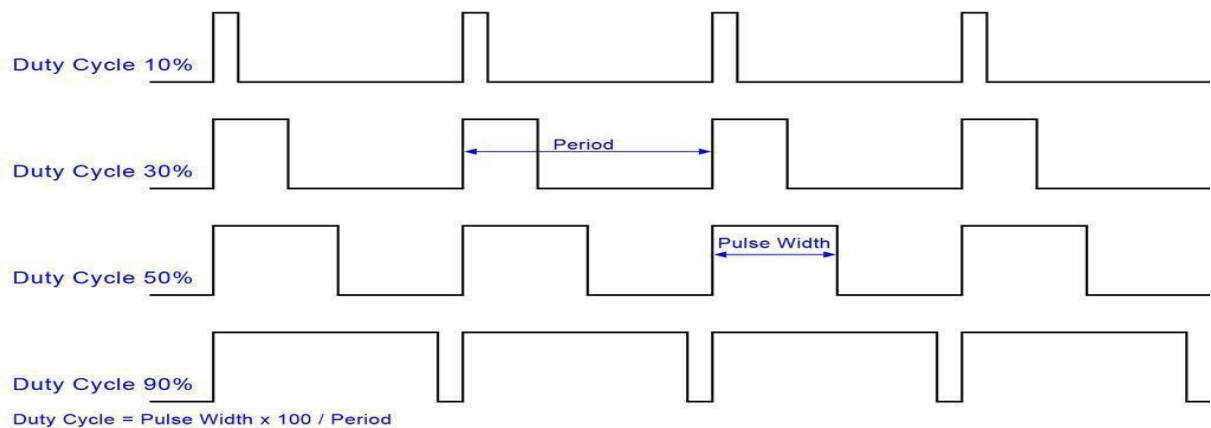 Duty Cycle 10%
Period
Duty Cycle 30%
Pulse Width
Duty Cycle 50%
Duty Cycle 90%
Duty Cycle = Pulse Width x 100 / Period